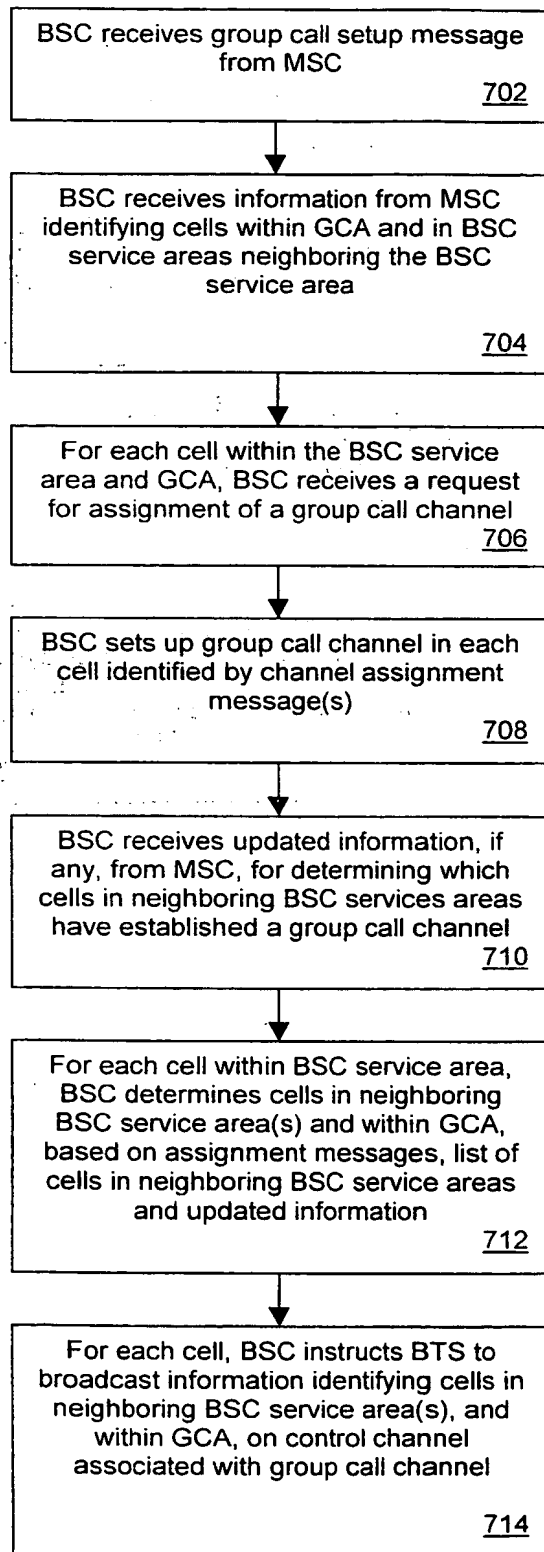 BSC receives group call setup message
from MSC
702
BSC receives information from MSC
identifying cells within GCA and in BSC
service areas neighboring the BSC
service area
704
For each cell within the BSC service
area and GCA, BSC receives a request
for assignment of a group call channel
706
BSC sets up group call channel in each
cell identified by channel assignment
message(s)
708
BSC receives updated information, if
any, from MSC, for determining which
cells in neighboring BSC services areas
have established a group call channel
710
For each cell within BSC service area,
BSC determines cells in neighboring
BSC service area(s) and within GCA,
based on assignment messages, list of
cells in neighboring BSC service areas
and updated information
712
For each cell, BSC instructs BTS to
broadcast information identifying cells in
neighboring BSC service area(s), and
within GCA, on control channel
associated with group call channel
714